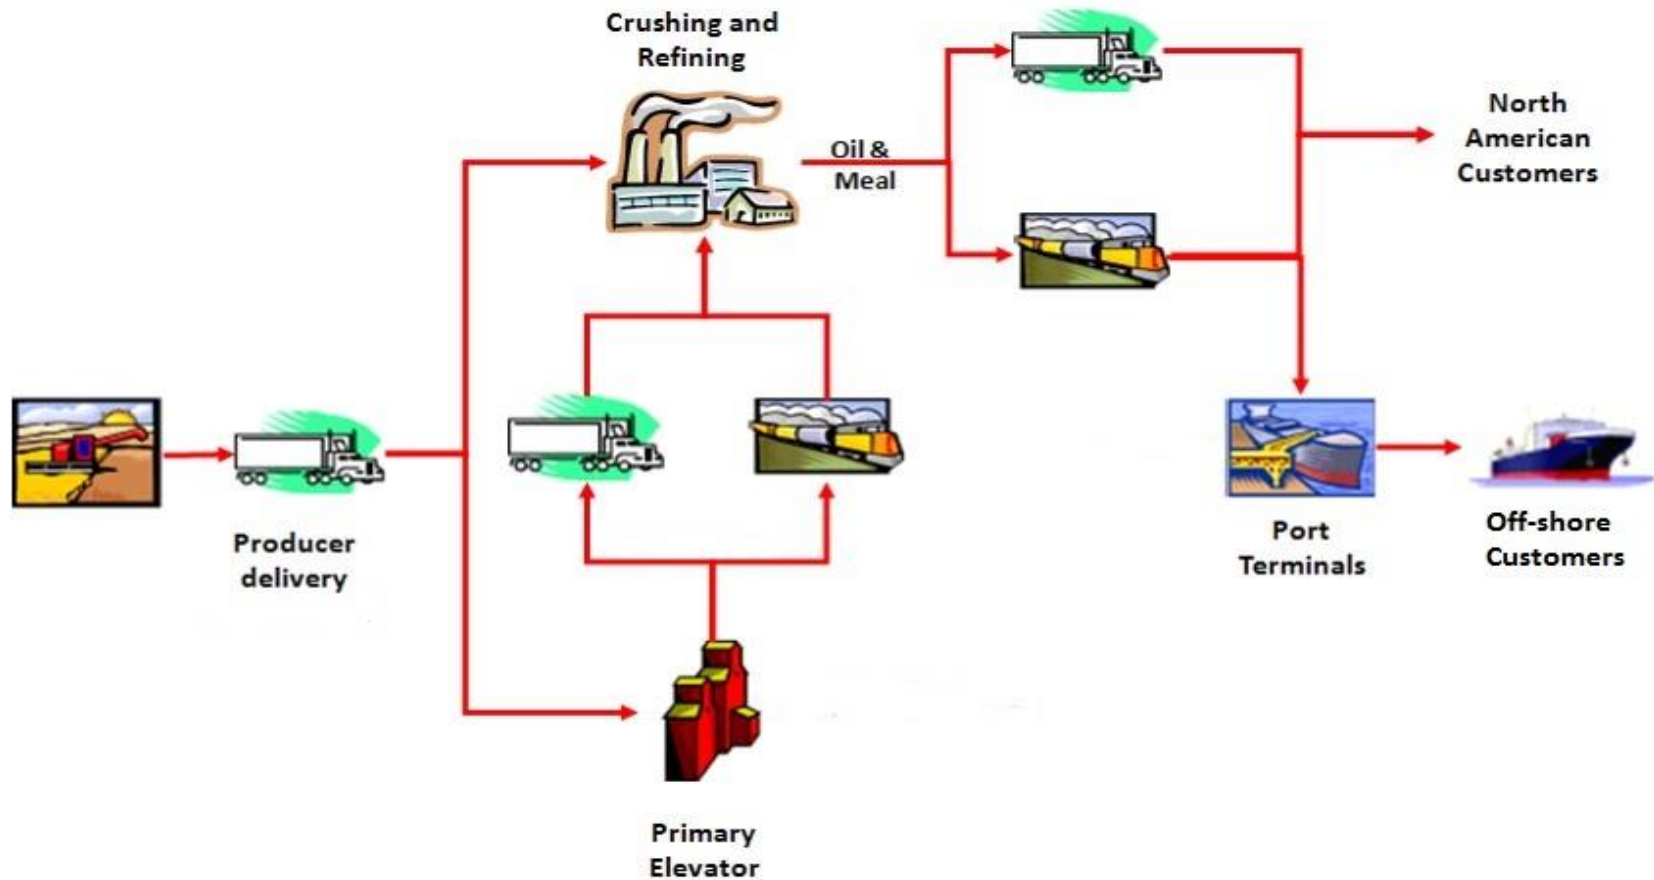 Crushing and
Refining
Oil &
Meal
North
American
Customers
Producer
delivery
Port
Terminals
Off-shore
Customers
Primary
Elevator